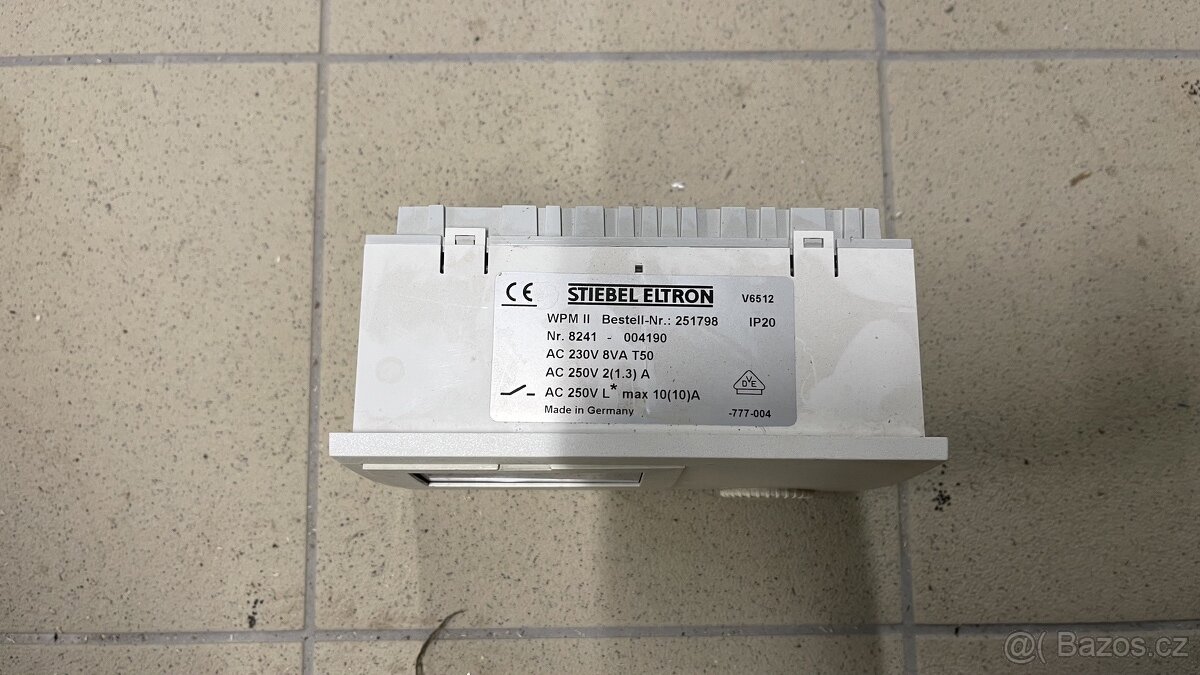 CE STIEBEL ELTRON V6512
WPM II Bestell-Nr.: 251798 IP20
Nr. 8241 - 004190
AC 230V 8VA T50
AC 250V 2(1.3) A
AC 250V L* max 10(10)A
DVE
Made in Germany -777-004
@( Bazos.cz